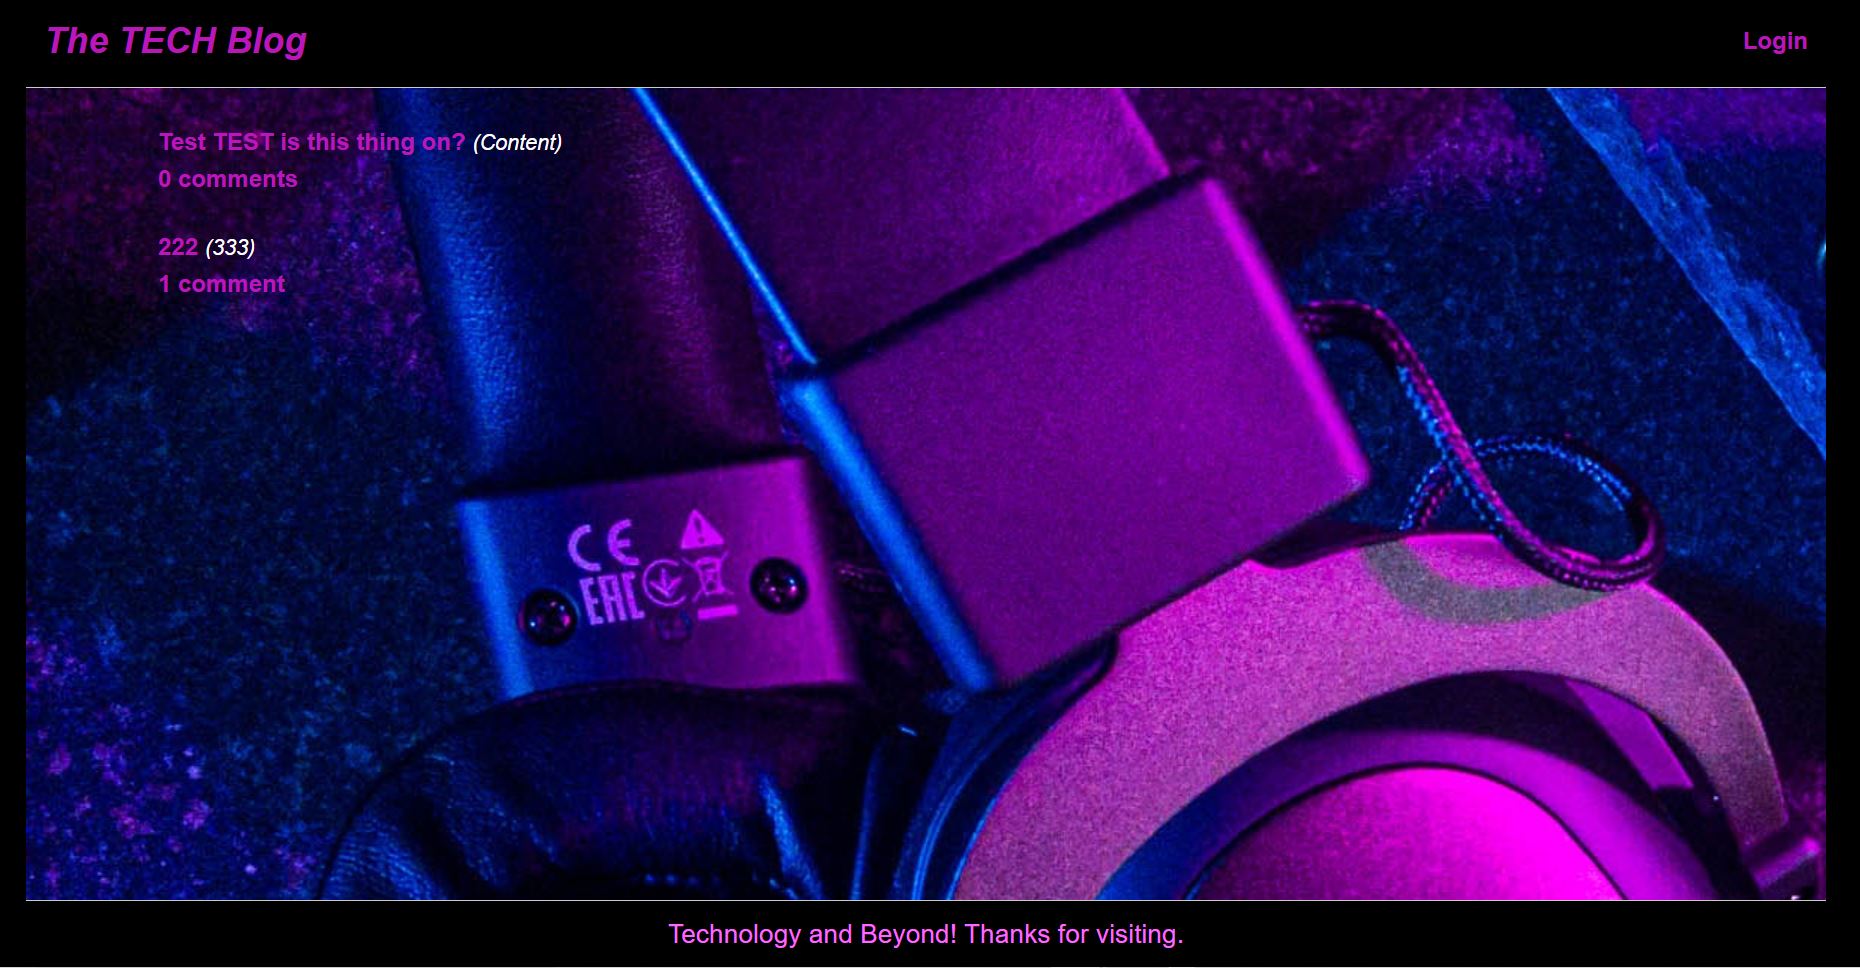 The TECH Blog
Login
Test TEST is this thing on? (Content)
0 comments
222 (333)
1 comment
CE
EAC
Technology and Beyond! Thanks for visiting.